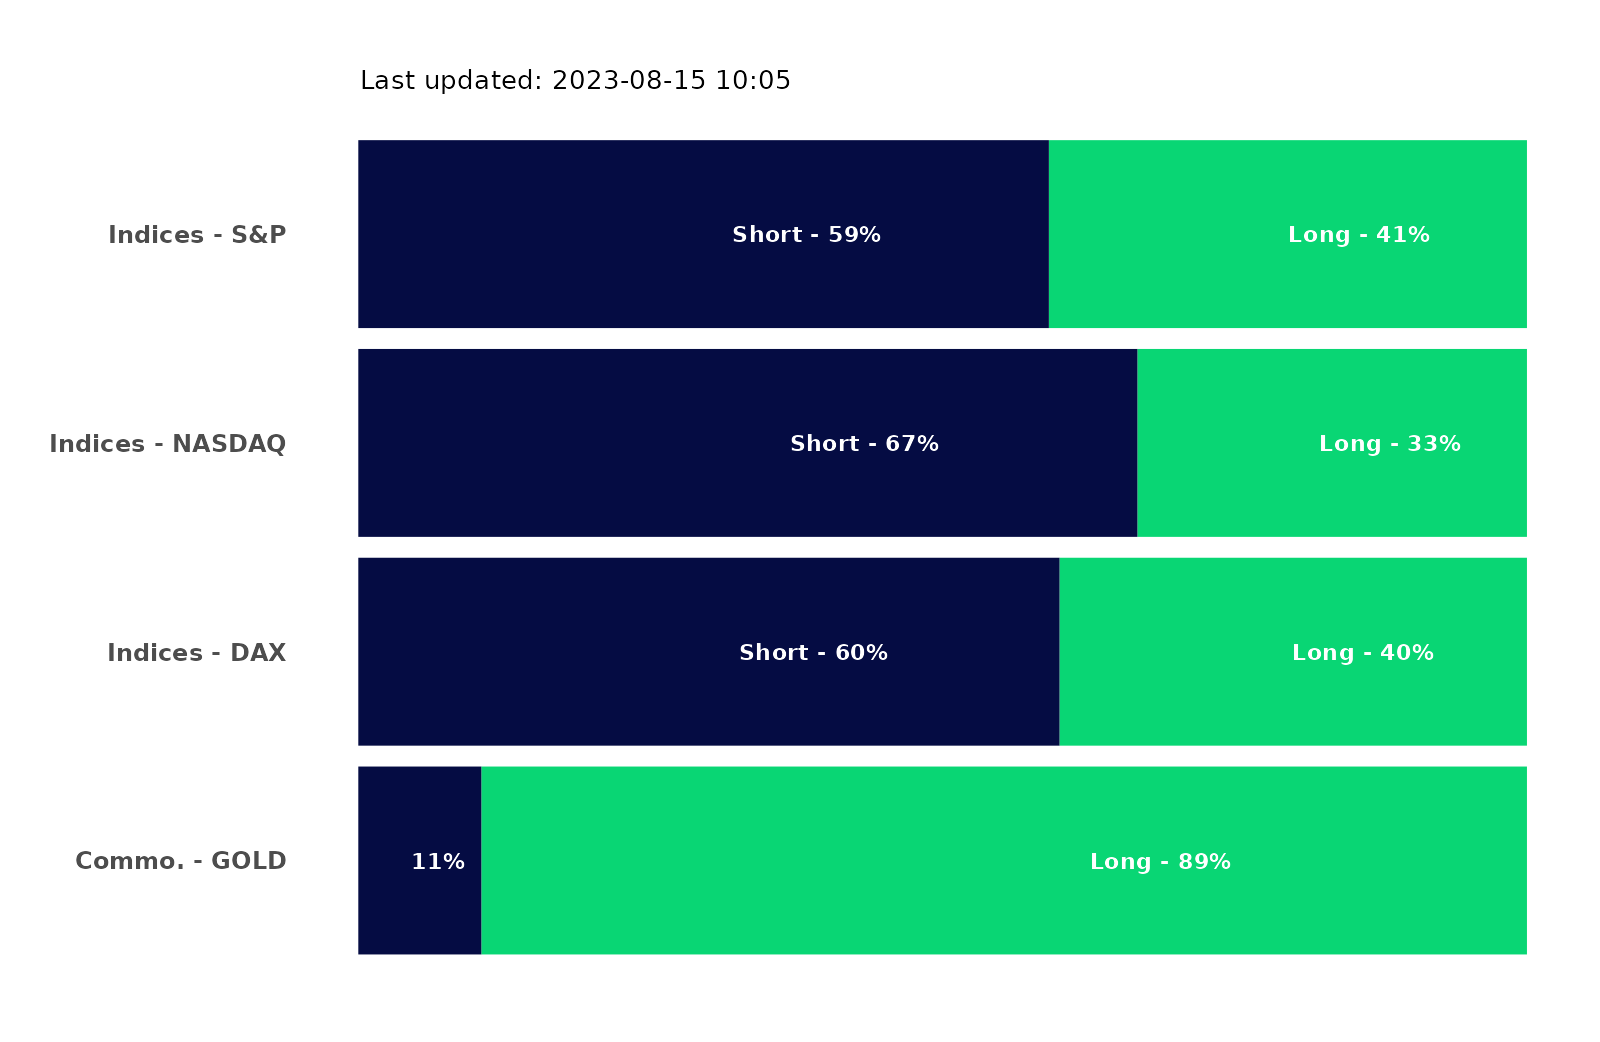 Last updated: 2023-08-15 10:05
Indices - S&P Short - 59% Long - 41%
Indices - NASDAQ Short - 67% Long - 33%
Indices - DAX Short - 60% Long - 40%
Commo. - GOLD 11% Long - 89%